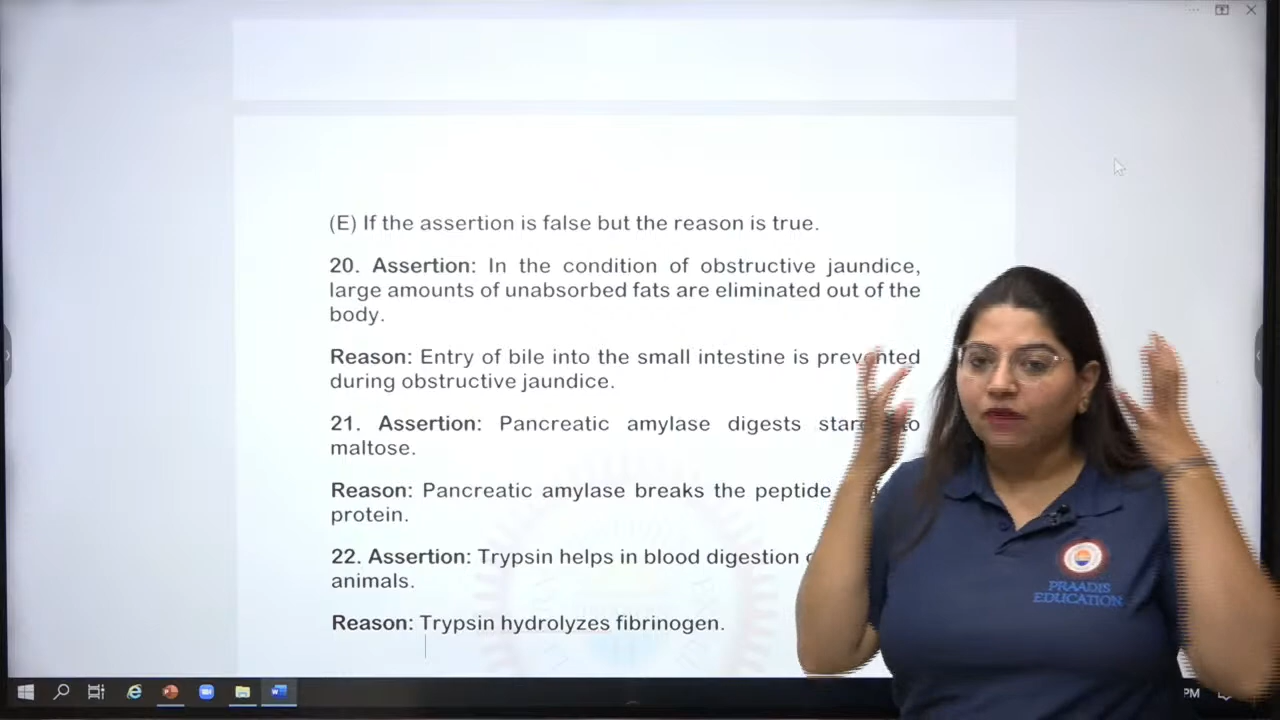 (E) If the assertion is false but the reason is true.
20. Assertion: In the condition of obstructive jaundice,
large amounts of unabsorbed fats are eliminated out of the
body.
Reason: Entry of bile into the small intestine is prevented
during obstructive jaundice.
21. Assertion: Pancreatic amylase digests to
maltose.
Reason: Pancreatic amylase breaks the peptide
protein.
22. Assertion: Trypsin helps in blood digestion
animals.
Reason: Trypsin hydrolyzes fibrinogen.
PRAADIS
EDUCATION
PM